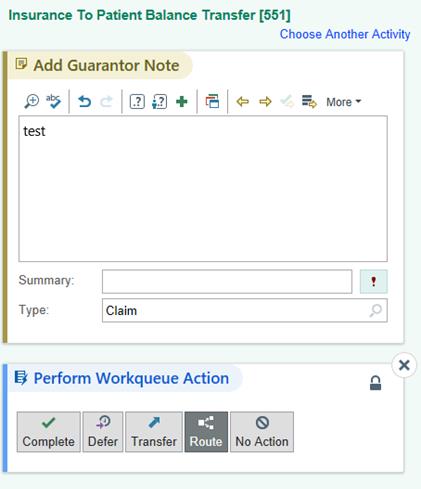 Insurance To Patient Balance Transfer [551]
Choose Another Activity
Add Guarantor Note
abc
More
test
Summary:
Type: Claim
Perform Workqueue Action
Complete Defer Transfer Route No Action